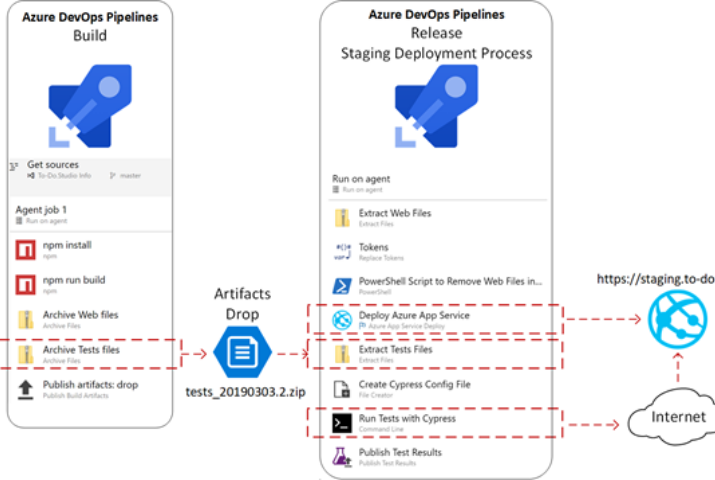 Azure DevOps Pipelines
Build
Get sources
To-Do.Studio Info master
Agent job 1
Run on agent
npm install
npm
npm run build
npm
Archive Web files
Archive Files
Archive Tests files
Archive Files
Publish artifacts: drop
Publish Build Artifacts
Artifacts
Drop
tests_20190303.2.zip
Azure DevOps Pipelines
Release
Staging Deployment Process
Run on agent
Run on agent
Extract Web Files
Extract Files
Tokens
Replace Tokens
PowerShell Script to Remove Web Files in...
PowerShell
Deploy Azure App Service
Azure App Service Deploy
Extract Tests Files
Extract Files
Create Cypress Config File
File Creator
Run Tests with Cypress
Command Line
Publish Test Results
Publish Test Results
https://staging.to-do
Internet